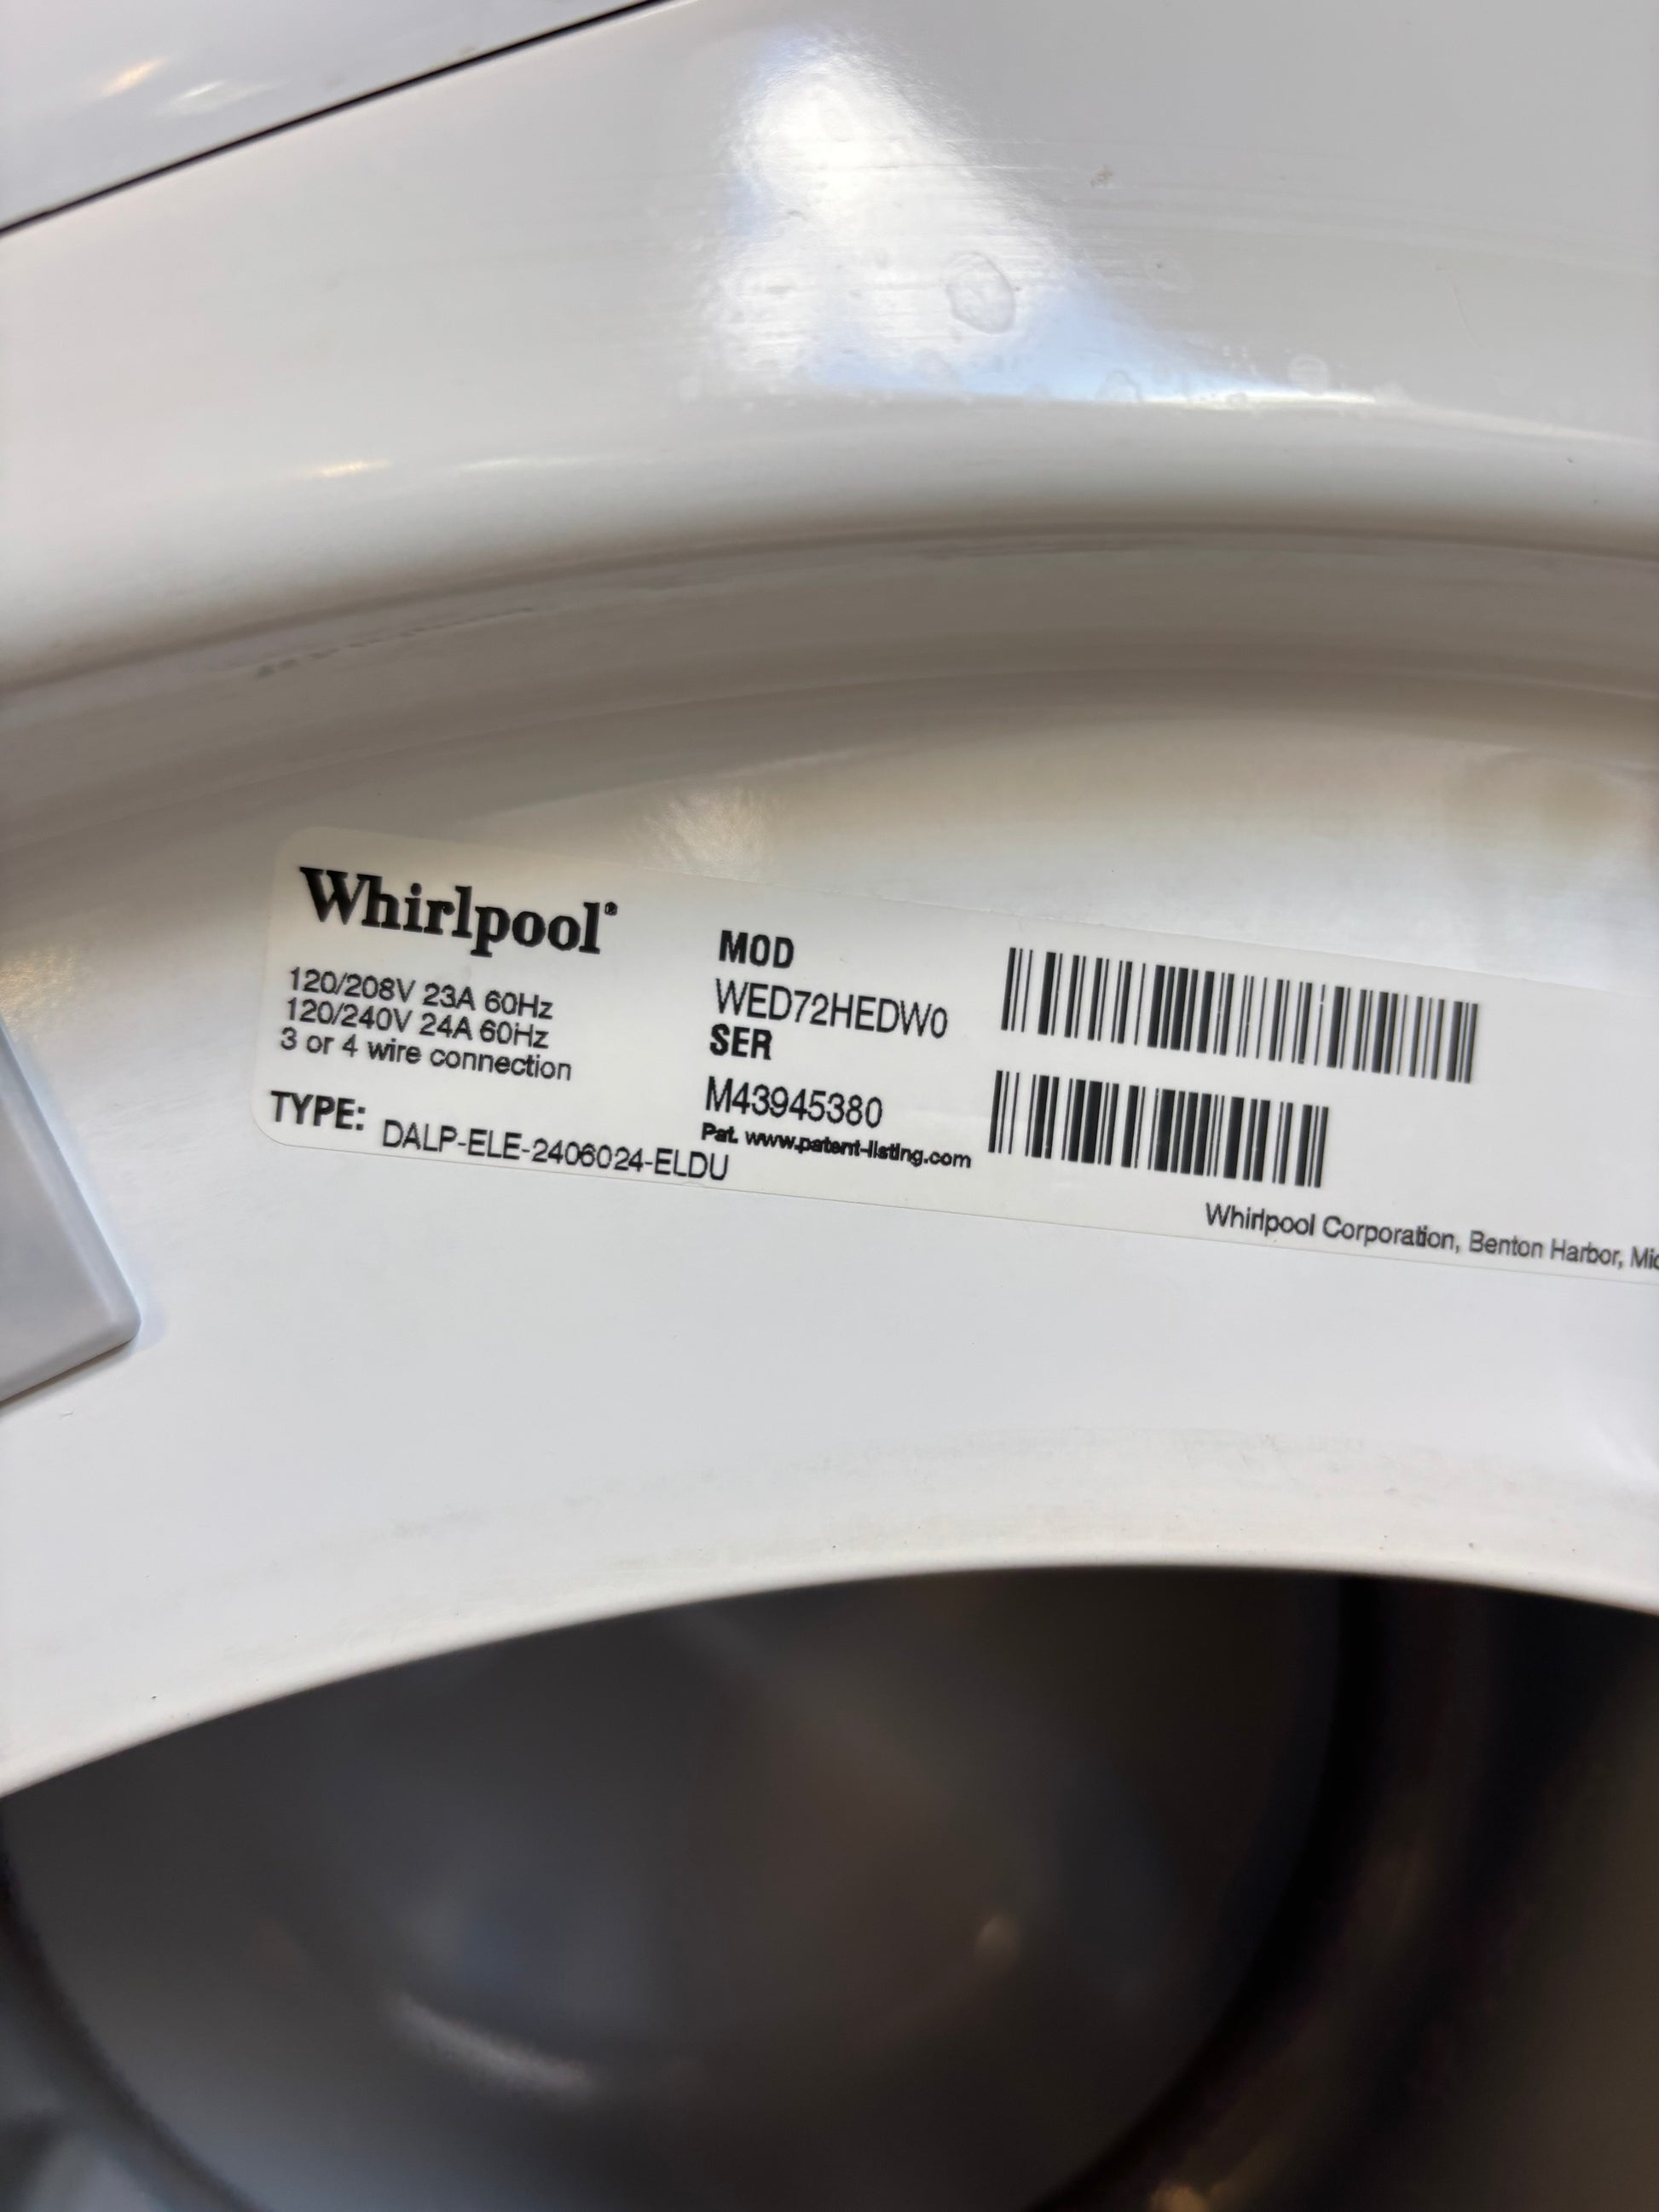 Whirlpool®
120/208V 23A 60Hz
120/240V 24A 60Hz
3 or 4 wire connection
TYPE: DALP-ELE-2406024-ELDU
MOD
WED72HEDW0
SER
M43945380
Pat. www.patent-listing.com
Whirlpool Corporation, Benton Harbor,